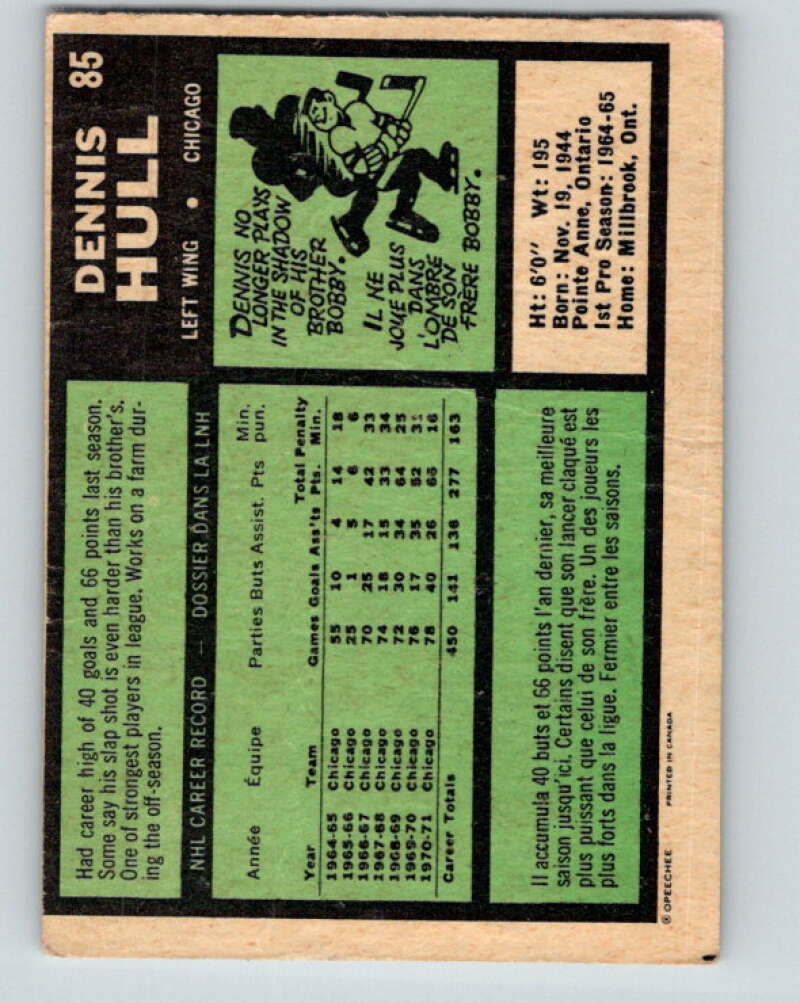 Had career high of 40 goals and 66 points last season.
Some say his slap shot is even harder than his brother's.
One of strongest players in league. Works on a farm dur-
ing the off-season.
DENNIS 85
HULL
LEFT WING • CHICAGO
NHL CAREER RECORD — DOSSIER DANS LA LNH
Année Équipe Parties Buts Assist. Pts Min. pun.
Total Penalty
Year Team Games Goals Ass'ts Pts. Min.
1964-65 Chicago 55 10 4 14 18
1965-66 Chicago 25 1 5 6 6
1966-67 Chicago 70 25 17 42 33
1967-68 Chicago 74 18 15 33 34
1968-69 Chicago 72 30 34 64 25
1969-70 Chicago 76 17 35 52 31
1970-71 Chicago 78 40 26 66 16
Career Totals 450 141 136 277 163
DENNIS NO
LONGER PLAYS
IN THE SHADOW
OF HIS
BROTHER
BOBBY.
IL NE
JOUE PLUS
DANS
L'OMBRE
DE SON
FRÈRE BOBBY.
Il accumula 40 buts et 66 points l'an dernier, sa meilleure
saison jusqu'ici. Certains disent que son lancer claqué est
plus puissant que celui de son frère. Un des joueurs les
plus forts dans la ligue. Fermier entre les saisons.
Ht: 6'0" Wt: 195
Born: Nov. 19, 1944
Pointe Anne, Ontario
1st Pro Season: 1964-65
Home: Millbrook, Ont.
© OPEECHEE PRINTED IN CANADA